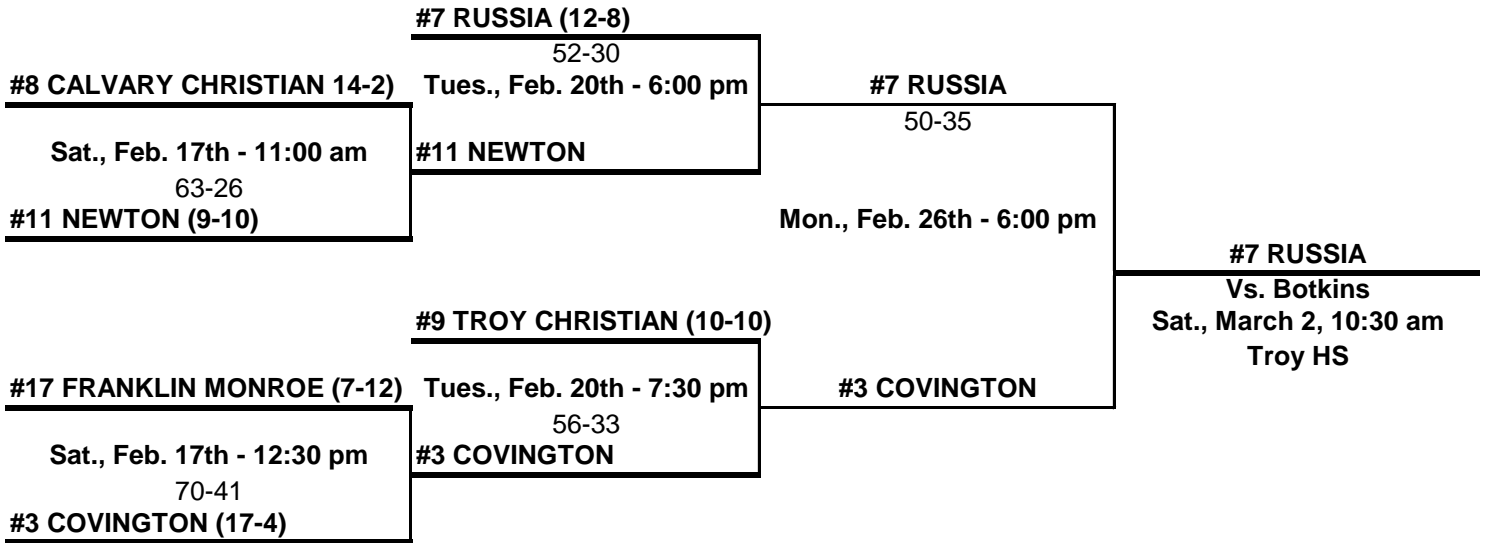 #7 RUSSIA (12-8)
52-30
#8 CALVARY CHRISTIAN 14-2)
Tues., Feb. 20th - 6:00 pm
#7 RUSSIA
50-35
Sat., Feb. 17th - 11:00 am
#11 NEWTON
63-26
#11 NEWTON (9-10)
Mon., Feb. 26th - 6:00 pm
#7 RUSSIA
Vs. Botkins
Sat., March 2, 10:30 am
Troy HS
#9 TROY CHRISTIAN (10-10)
#17 FRANKLIN MONROE (7-12)
Tues., Feb. 20th - 7:30 pm
#3 COVINGTON
56-33
Sat., Feb. 17th - 12:30 pm
#3 COVINGTON
70-41
#3 COVINGTON (17-4)